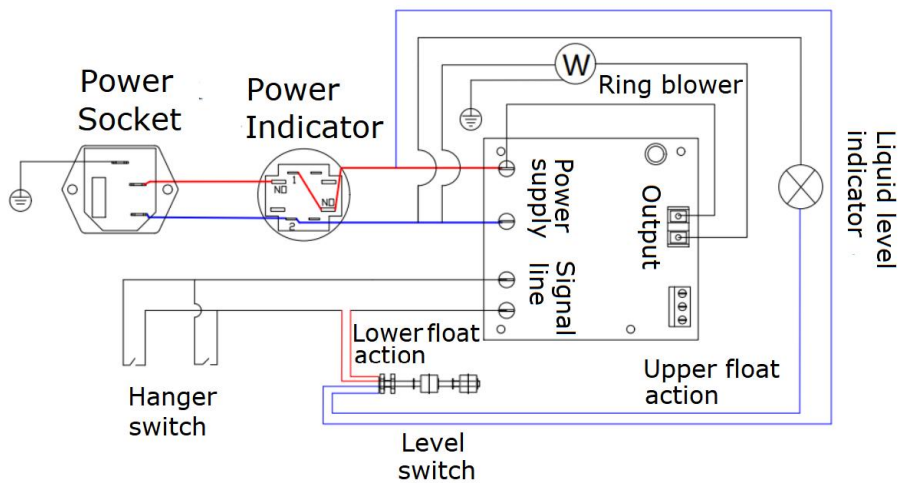 Power
Socket
Power
Indicator
1
NO
NO
2
W
Ring blower
Power
supply
Signal
line
Output
Liquid level
indicator
Lower float
action
Upper float
action
Hanger
switch
Level
switch